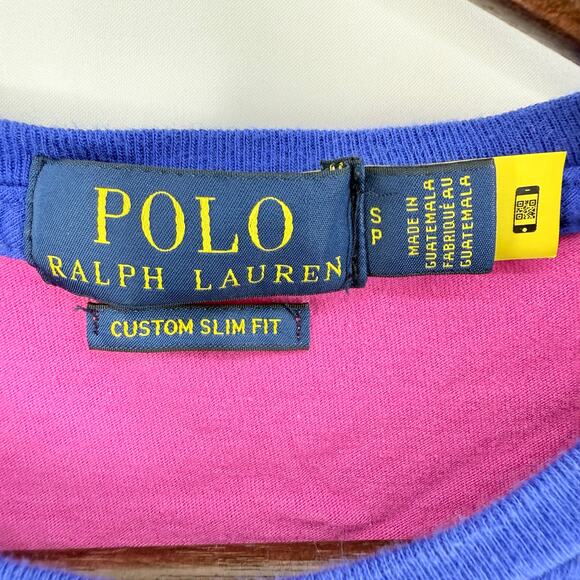 POLO
RALPH LAUREN
CUSTOM SLIM FIT
S
P
MADE IN
GUATEMALA
FABRIQUÉ AU
GUATEMALA